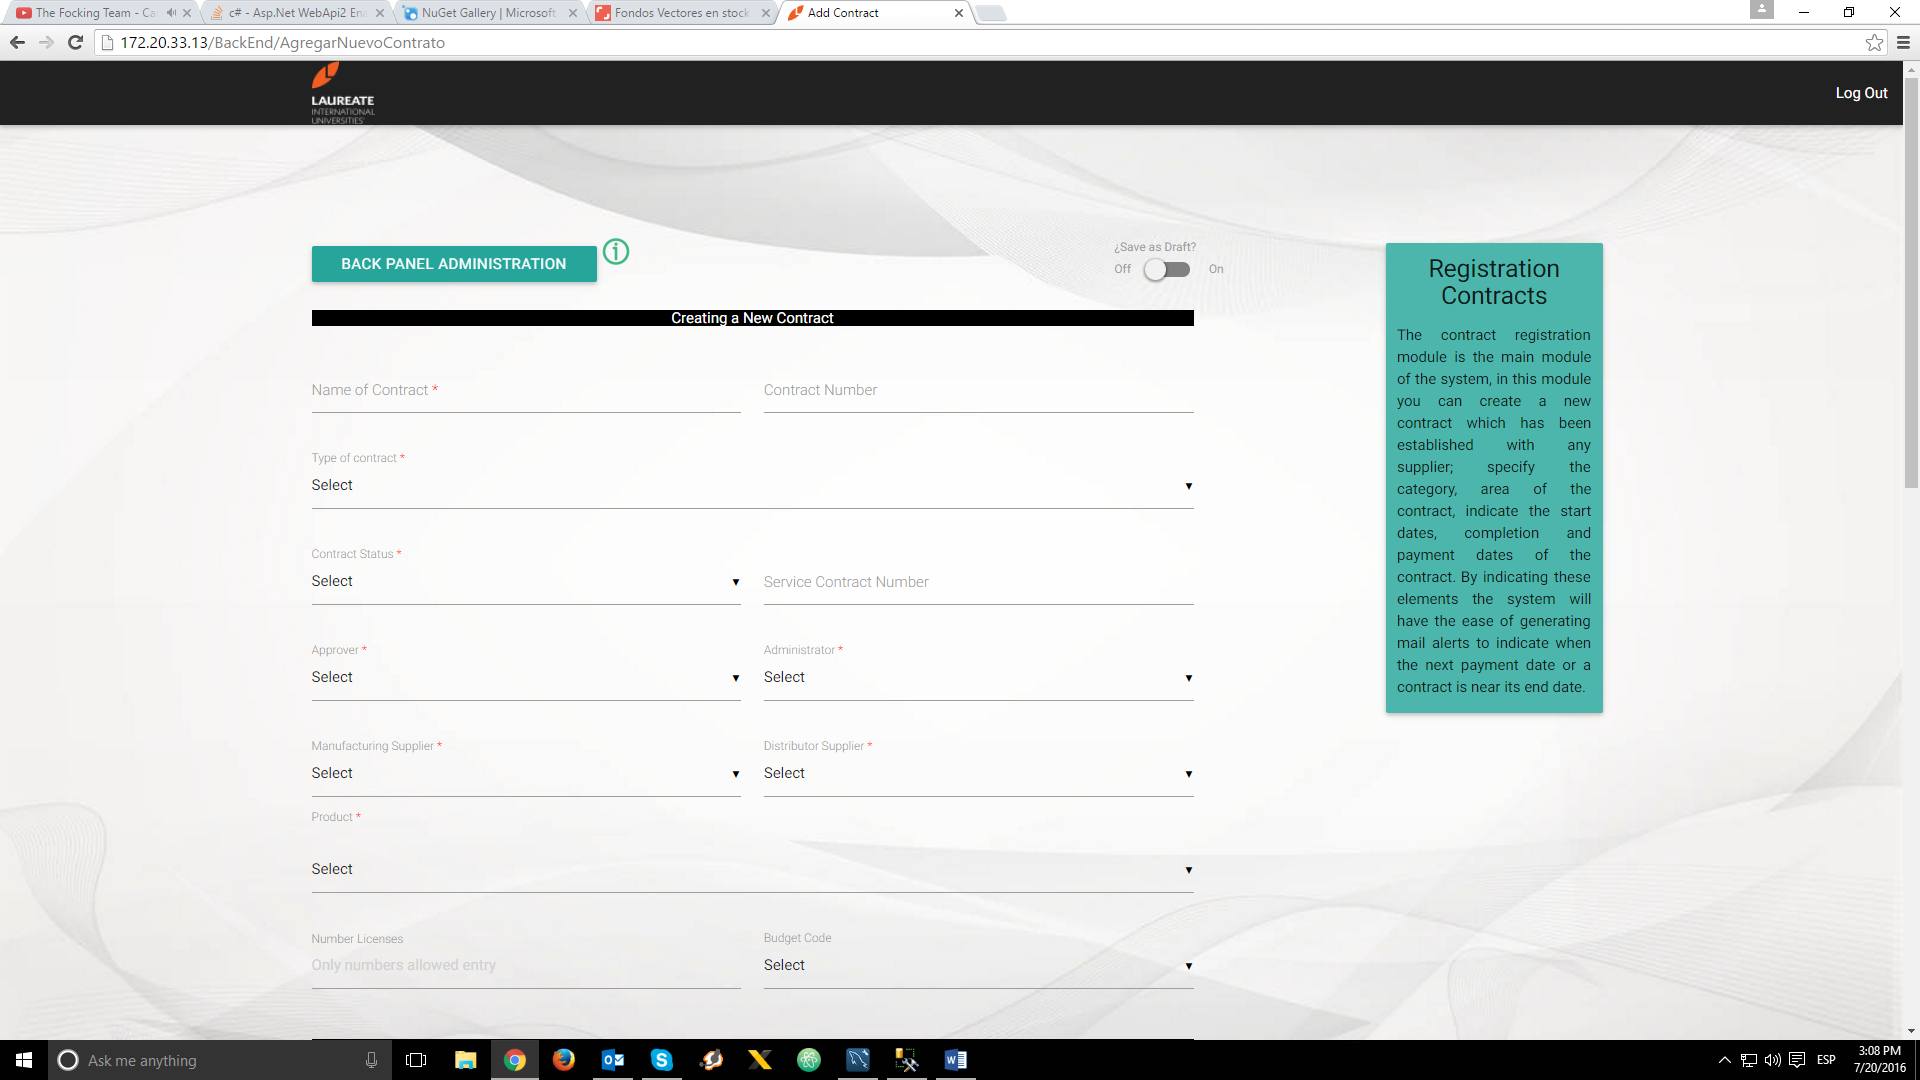 The Focking Team - Ca
c# - Asp.Net WebApi2 Ena
NuGet Gallery | Microsoft
Fondos Vectores en stock
Add Contract
172.20.33.13/BackEnd/AgregarNuevoContrato
LAUREATE
INTERNATIONAL
UNIVERSITIES
Log Out
BACK PANEL ADMINISTRATION
¿Save as Draft?
Off On
Creating a New Contract
Name of Contract *
Contract Number
Type of contract *
Select
Contract Status *
Select
Service Contract Number
Approver *
Select
Administrator *
Select
Manufacturing Supplier *
Select
Distributor Supplier *
Select
Product *
Select
Number Licenses
Only numbers allowed entry
Budget Code
Select
Registration
Contracts
The contract registration
module is the main module
of the system, in this module
you can create a new
contract which has been
established with any
supplier; specify the
category, area of the
contract, indicate the start
dates, completion and
payment dates of the
contract. By indicating these
elements the system will
have the ease of generating
mail alerts to indicate when
the next payment date or a
contract is near its end date.
Ask me anything
ESP
3:08 PM
7/20/2016